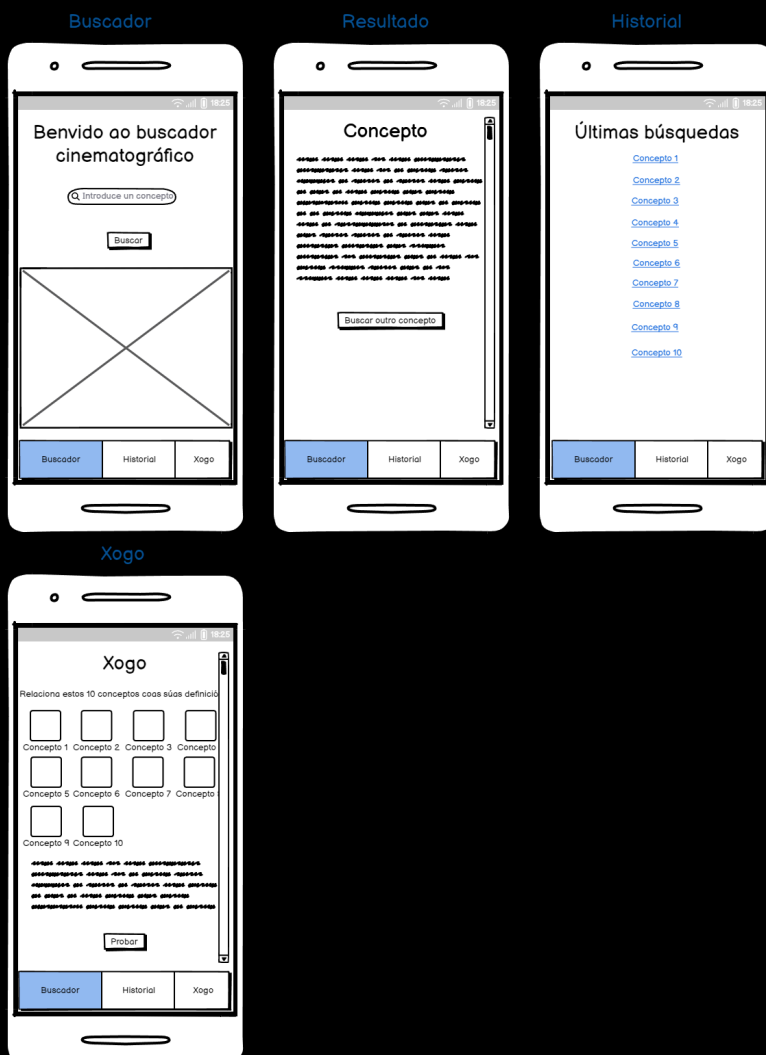 Buscador
18:25
Benvido ao buscador
cinematográfico
Introduce un concepto
Buscar
Buscador Historial Xogo
Resultado
18:25
Concepto
Buscar outro concepto
Buscador Historial Xogo
Historial
18:25
Últimas búsquedas
Concepto 1
Concepto 2
Concepto 3
Concepto 4
Concepto 5
Concepto 6
Concepto 7
Concepto 8
Concepto 9
Concepto 10
Buscador Historial Xogo
Xogo
18:25
Xogo
Relaciona estos 10 conceptos coas súas definició
Concepto 1 Concepto 2 Concepto 3 Concepto
Concepto 5 Concepto 6 Concepto 7 Concepto
Concepto 9 Concepto 10
Probar
Buscador Historial Xogo